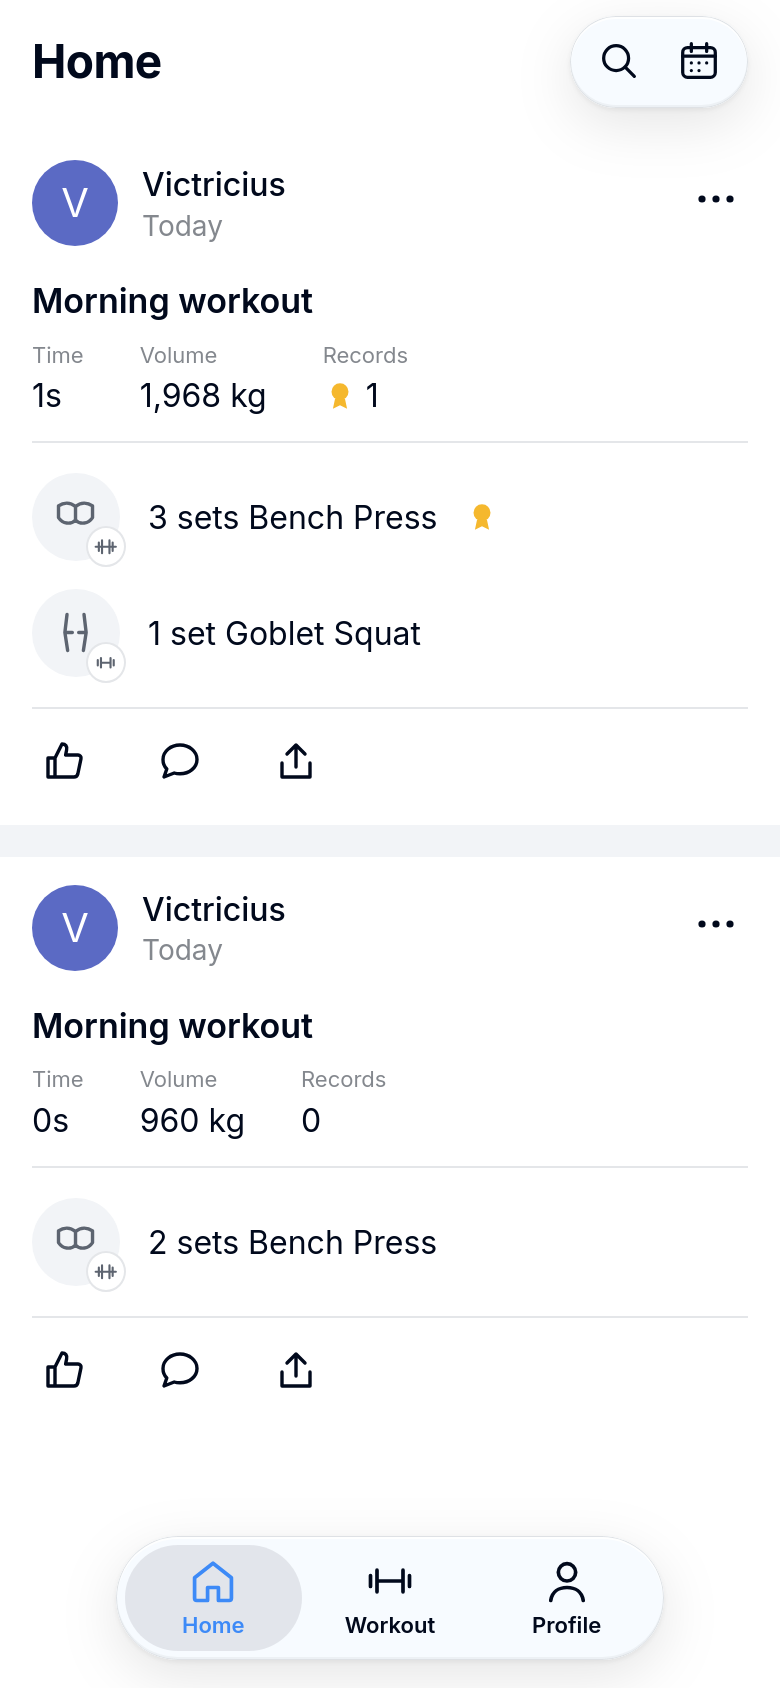 Home
V
Victricius
Today
Morning workout
Time Volume Records
1s 1,968 kg 1
3 sets Bench Press
1 set Goblet Squat
V
Victricius
Today
Morning workout
Time Volume Records
0s 960 kg 0
2 sets Bench Press
Home Workout Profile